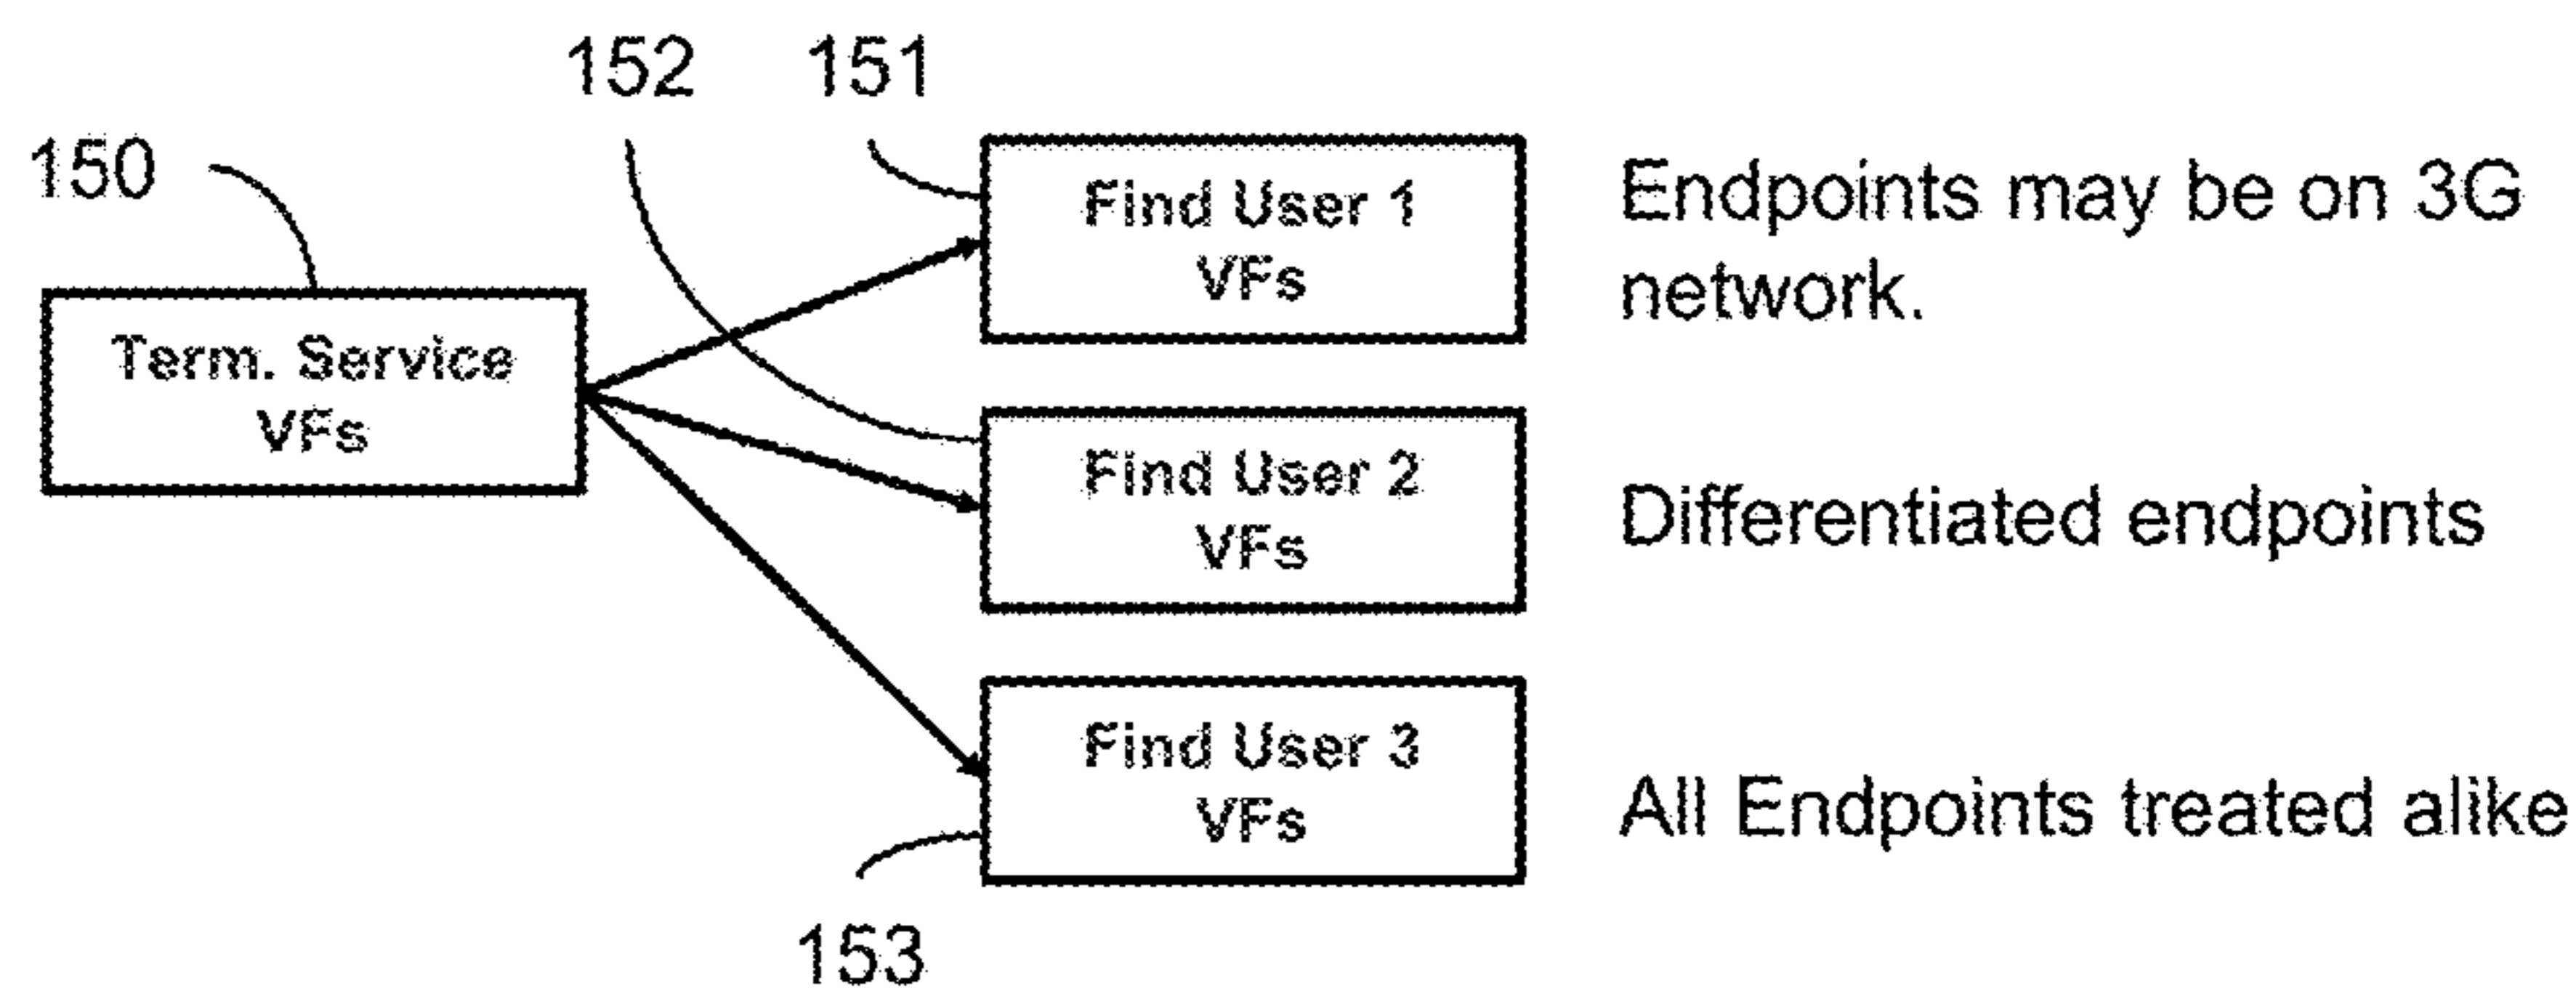 152
151
150
Find User 1
VFs
Endpoints may be on 3G
network.
Term. Service
VFs
Find User 2
VFs
Differentiated endpoints
Find User 3
VFs
All Endpoints treated alike
153